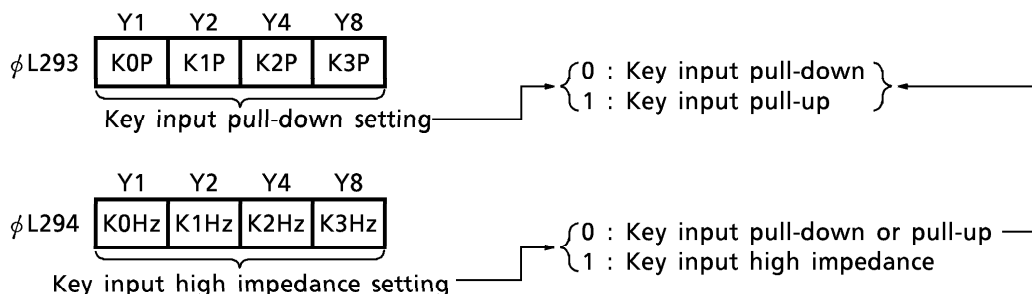 Y1 Y2 Y4 Y8
ϕL293 K0P K1P K2P K3P
0 : Key input pull-down
1 : Key input pull-up
Key input pull-down setting
Y1 Y2 Y4 Y8
ϕL294 K0Hz K1Hz K2Hz K3Hz
0 : Key input pull-down or pull-up
1 : Key input high impedance
Key input high impedance setting